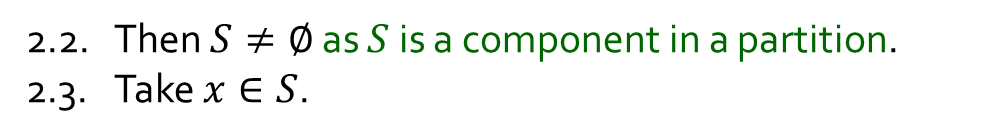 2.2. Then 𝑆 ≠ ∅ as 𝑆 is a component in a partition.
2.3. Take 𝑥 ∈ 𝑆.